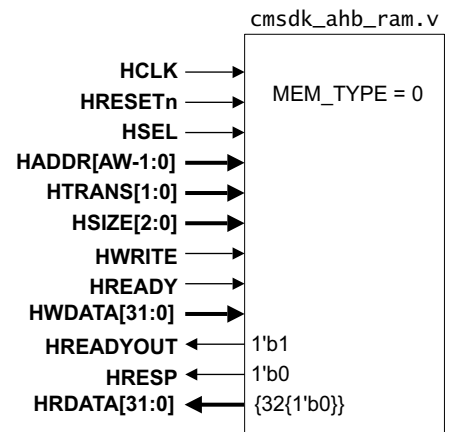 cmsdk_ahb_ram.v
HCLK
MEM_TYPE = 0
HRESETn
HSEL
HADDR[AW-1:0]
HTRANS[1:0]
HSIZE[2:0]
HWRITE
HREADY
HWDATA[31:0]
HREADYOUT 1'b1
HRESP 1'b0
HRDATA[31:0] {32{1'b0}}